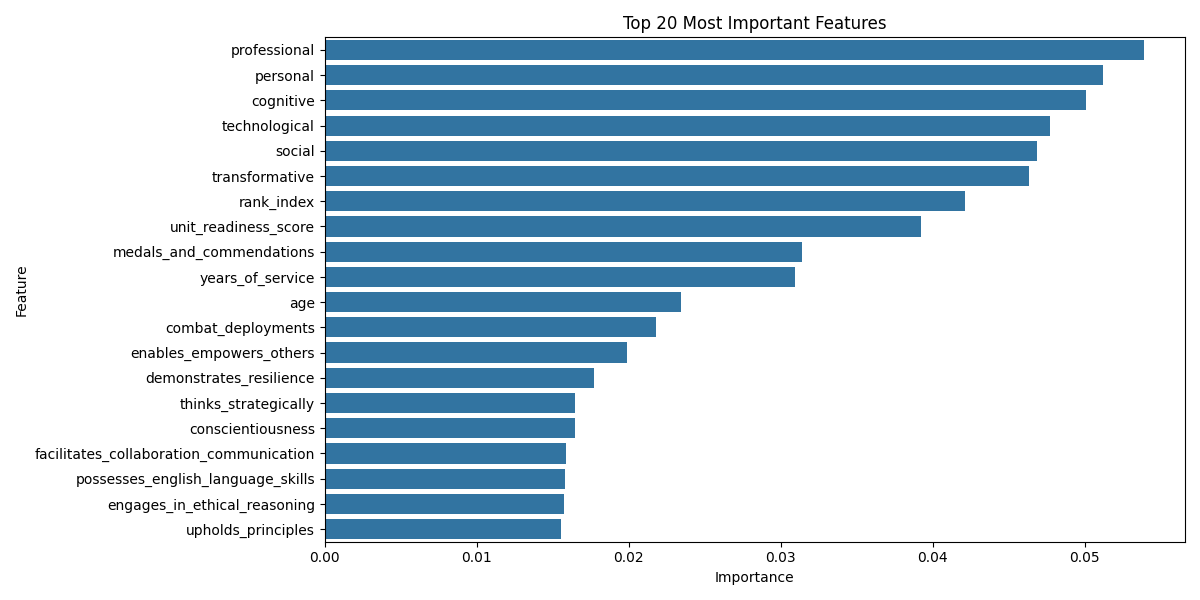 Top 20 Most Important Features
professional
personal
cognitive
technological
social
transformative
rank_index
unit_readiness_score
medals_and_commendations
years_of_service
age
combat_deployments
enables_empowers_others
demonstrates_resilience
thinks_strategically
conscientiousness
facilitates_collaboration_communication
possesses_english_language_skills
engages_in_ethical_reasoning
upholds_principles
Feature
0.00 0.01 0.02 0.03 0.04 0.05
Importance